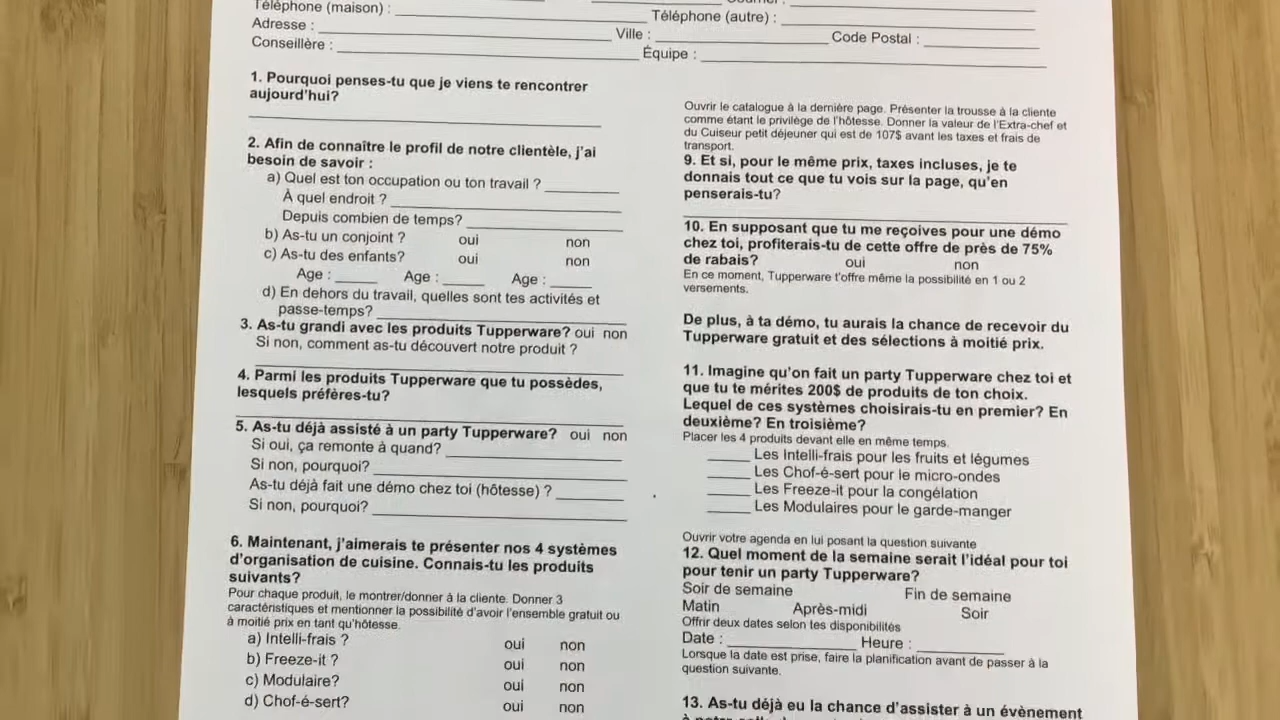 Téléphone (maison) : Téléphone (autre) :
Adresse : Ville : Code Postal :
Conseillère : Équipe :
1. Pourquoi penses-tu que je viens te rencontrer
aujourd'hui?
2. Afin de connaître le profil de notre clientèle, j'ai
besoin de savoir :
a) Quel est ton occupation ou ton travail ?
À quel endroit ?
Depuis combien de temps?
b) As-tu un conjoint ? oui non
c) As-tu des enfants? oui non
Age : Age : Age :
d) En dehors du travail, quelles sont tes activités et
passe-temps?
3. As-tu grandi avec les produits Tupperware? oui non
Si non, comment as-tu découvert notre produit ?
4. Parmi les produits Tupperware que tu possèdes,
lesquels préfères-tu?
5. As-tu déjà assisté à un party Tupperware? oui non
Si oui, ça remonte à quand?
Si non, pourquoi?
As-tu déjà fait une démo chez toi (hôtesse) ?
Si non, pourquoi?
6. Maintenant, j'aimerais te présenter nos 4 systèmes
d'organisation de cuisine. Connais-tu les produits
suivants?
Pour chaque produit, le montrer/donner à la cliente. Donner 3
caractéristiques et mentionner la possibilité d'avoir l'ensemble gratuit ou
à moitié prix en tant qu'hôtesse.
a) Intelli-frais ? oui non
b) Freeze-it ? oui non
c) Modulaire? oui non
d) Chof-é-sert? oui non
Ouvrir le catalogue à la dernière page. Présenter la trousse à la cliente
comme étant le privilège de l'hôtesse. Donner la valeur de l'Extra-chef et
du Cuiseur petit déjeuner qui est de 107$ avant les taxes et frais de
transport.
9. Et si, pour le même prix, taxes incluses, je te
donnais tout ce que tu vois sur la page, qu'en
penserais-tu?
10. En supposant que tu me reçoives pour une démo
chez toi, profiterais-tu de cette offre de près de 75%
de rabais? oui non
En ce moment, Tupperware t'offre même la possibilité en 1 ou 2
versements.
De plus, à ta démo, tu aurais la chance de recevoir du
Tupperware gratuit et des sélections à moitié prix.
11. Imagine qu'on fait un party Tupperware chez toi et
que tu te mérites 200$ de produits de ton choix.
Lequel de ces systèmes choisirais-tu en premier? En
deuxième? En troisième?
Placer les 4 produits devant elle en même temps.
Les Intelli-frais pour les fruits et légumes
Les Chof-é-sert pour le micro-ondes
Les Freeze-it pour la congélation
Les Modulaires pour le garde-manger
Ouvrir votre agenda en lui posant la question suivante
12. Quel moment de la semaine serait l'idéal pour toi
pour tenir un party Tupperware?
Soir de semaine Fin de semaine
Matin Après-midi Soir
Offrir deux dates selon tes disponibilités
Date : Heure :
Lorsque la date est prise, faire la planification avant de passer à la
question suivante.
13. As-tu déjà eu la chance d'assister à un évènement